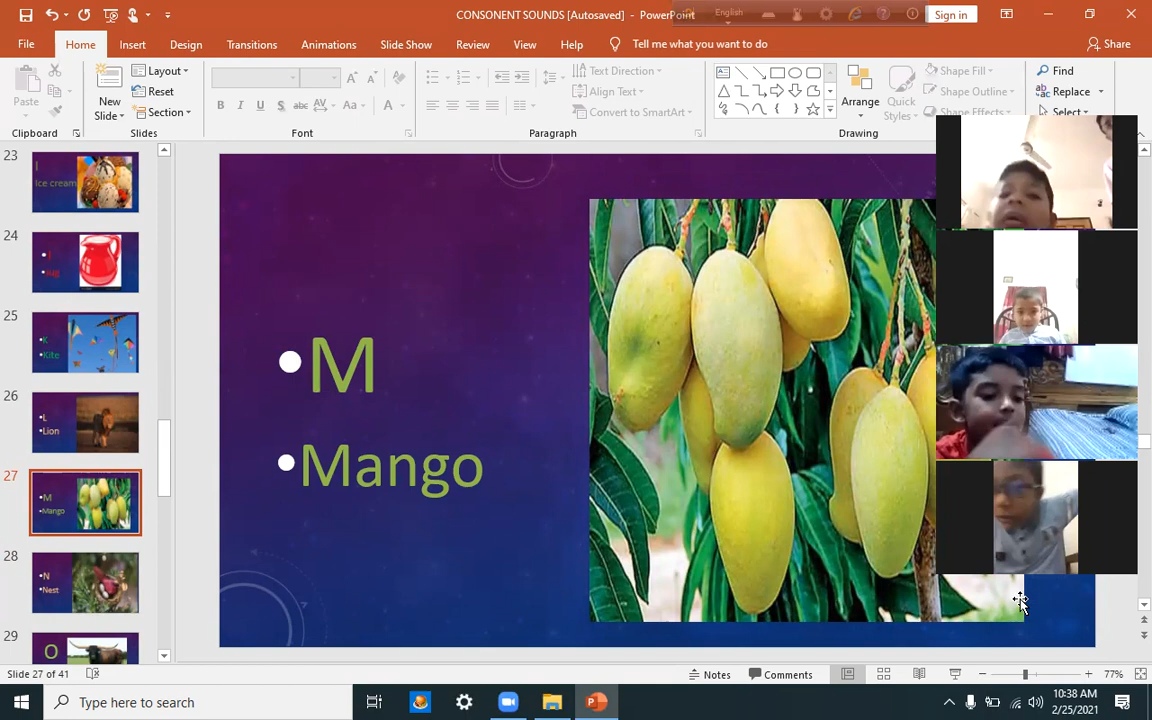 CONSONENT SOUNDS [Autosaved] - PowerPoint
English
Sign in
File
Home
Insert
Design
Transitions
Animations
Slide Show
Review
View
Help
Tell me what you want to do
Share
Paste
New Slide
Layout
Reset
Section
Text Direction
Align Text
Convert to SmartArt
Arrange
Quick Styles
Shape Fill
Shape Outline
Shape Effects
Find
Replace
Select
Clipboard
Slides
Font
Paragraph
Drawing
23
I
Ice cream
24
J
Jug
25
K
Kite
26
L
Lion
27
M
Mango
28
N
Nest
29
O
M
Mango
Slide 27 of 41
Notes
Comments
77%
Type here to search
10:38 AM
2/25/2021